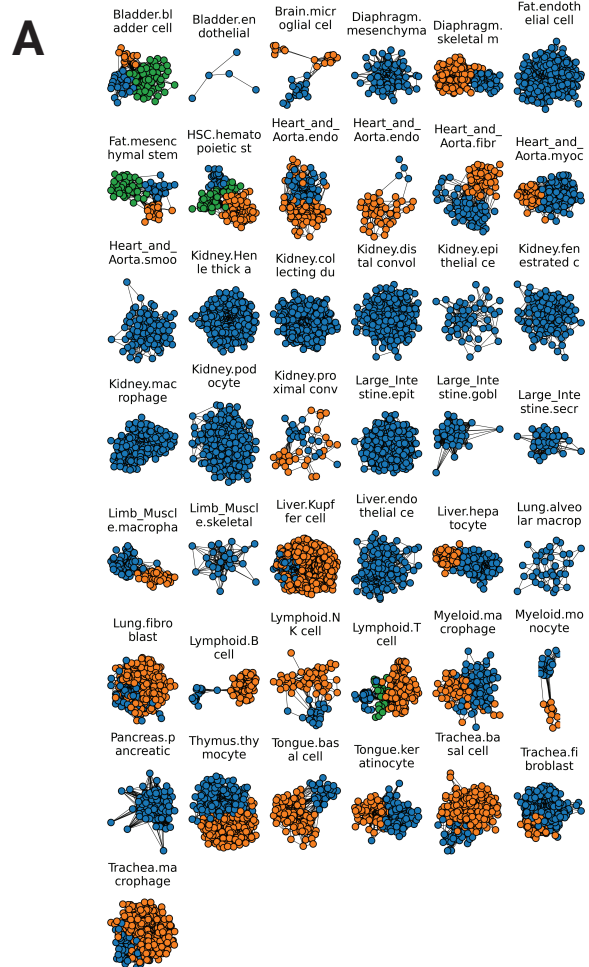 A
Bladder.bl
adder cell
Bladder.en
dothelial
Brain.micr
oglial cel
Diaphragm.
mesenchyma
Diaphragm.
skeletal m
Fat.endoth
elial cell
Fat.mesenc
hymal stem
HSC.hemato
poietic st
Heart_and_
Aorta.endo
Heart_and_
Aorta.endo
Heart_and_
Aorta.fibr
Heart_and_
Aorta.myoc
Heart_and_
Aorta.smoo
Kidney.Hen
le thick a
Kidney.col
lecting du
Kidney.dis
tal convol
Kidney.epi
thelial ce
Kidney.fen
estrated c
Kidney.mac
rophage
Kidney.pod
ocyte
Kidney.pro
ximal conv
Large_Inte
stine.epit
Large_Inte
stine.gobl
Large_Inte
stine.secr
Limb_Muscl
e.macropha
Limb_Muscl
e.skeletal
Liver.Kupf
fer cell
Liver.endo
thelial ce
Liver.hepa
tocyte
Lung.alveo
lar macrop
Lung.fibro
blast
Lymphoid.B
cell
Lymphoid.N
K cell
Lymphoid.T
cell
Myeloid.ma
crophage
Myeloid.mo
nocyte
Pancreas.p
ancreatic
Thymus.thy
mocyte
Tongue.bas
al cell
Tongue.ker
atinocyte
Trachea.ba
sal cell
Trachea.fi
broblast
Trachea.ma
crophage